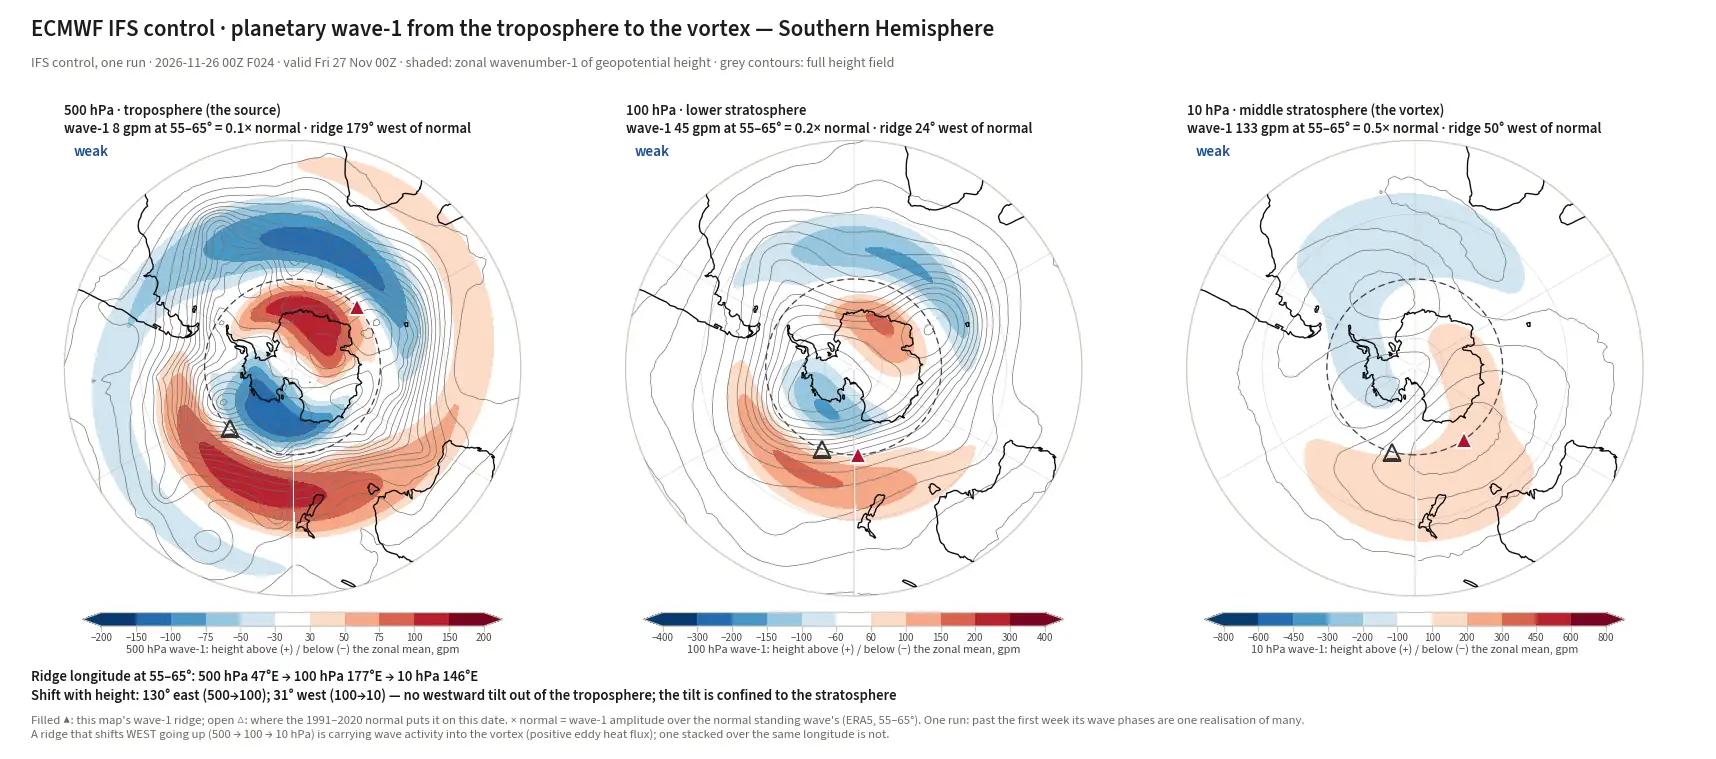 ECMWF IFS control · planetary wave-1 from the troposphere to the vortex — Southern Hemisphere
IFS control, one run · 2026-11-26 00Z F024 · valid Fri 27 Nov 00Z · shaded: zonal wavenumber-1 of geopotential height · grey contours: full height field
500 hPa · troposphere (the source)
wave-1 8 gpm at 55–65° = 0.1× normal · ridge 179° west of normal
weak
100 hPa · lower stratosphere
wave-1 45 gpm at 55–65° = 0.2× normal · ridge 24° west of normal
weak
10 hPa · middle stratosphere (the vortex)
wave-1 133 gpm at 55–65° = 0.5× normal · ridge 50° west of normal
weak
−200 −150 −100 −75 −50 −30 30 50 75 100 150 200
500 hPa wave-1: height above (+) / below (−) the zonal mean, gpm
−400 −300 −200 −150 −100 −60 60 100 150 200 300 400
100 hPa wave-1: height above (+) / below (−) the zonal mean, gpm
−800 −600 −450 −300 −200 −100 100 200 300 450 600 800
10 hPa wave-1: height above (+) / below (−) the zonal mean, gpm
Ridge longitude at 55–65°: 500 hPa 47°E → 100 hPa 177°E → 10 hPa 146°E
Shift with height: 130° east (500→100); 31° west (100→10) — no westward tilt out of the troposphere; the tilt is confined to the stratosphere
Filled ▲: this map's wave-1 ridge; open △: where the 1991–2020 normal puts it on this date. × normal = wave-1 amplitude over the normal standing wave's (ERA5, 55–65°). One run: past the first week its wave phases are one realisation of many.
A ridge that shifts WEST going up (500 → 100 → 10 hPa) is carrying wave activity into the vortex (positive eddy heat flux); one stacked over the same longitude is not.